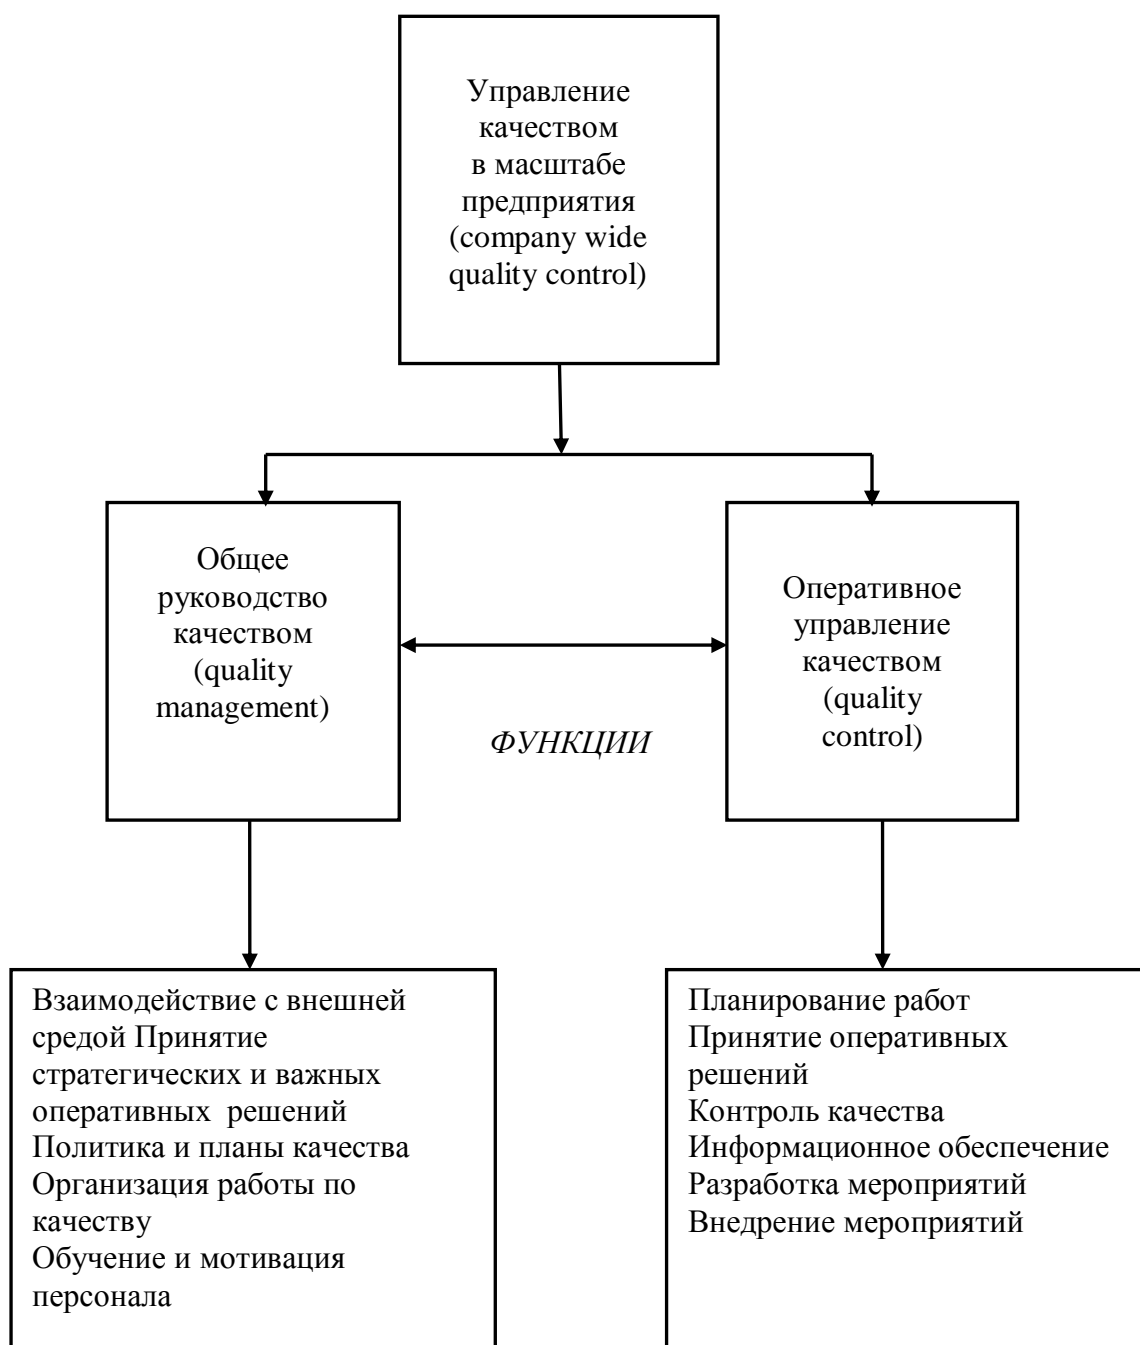 Управление
качеством
в масштабе
предприятия
(company wide
quality control)
Общее
руководство
качеством
(quality
management)
ФУНКЦИИ
Оперативное
управление
качеством
(quality
control)
Взаимодействие с внешней
средой Принятие
стратегических и важных
оперативных решений
Политика и планы качества
Организация работы по
качеству
Обучение и мотивация
персонала
Планирование работ
Принятие оперативных
решений
Контроль качества
Информационное обеспечение
Разработка мероприятий
Внедрение мероприятий